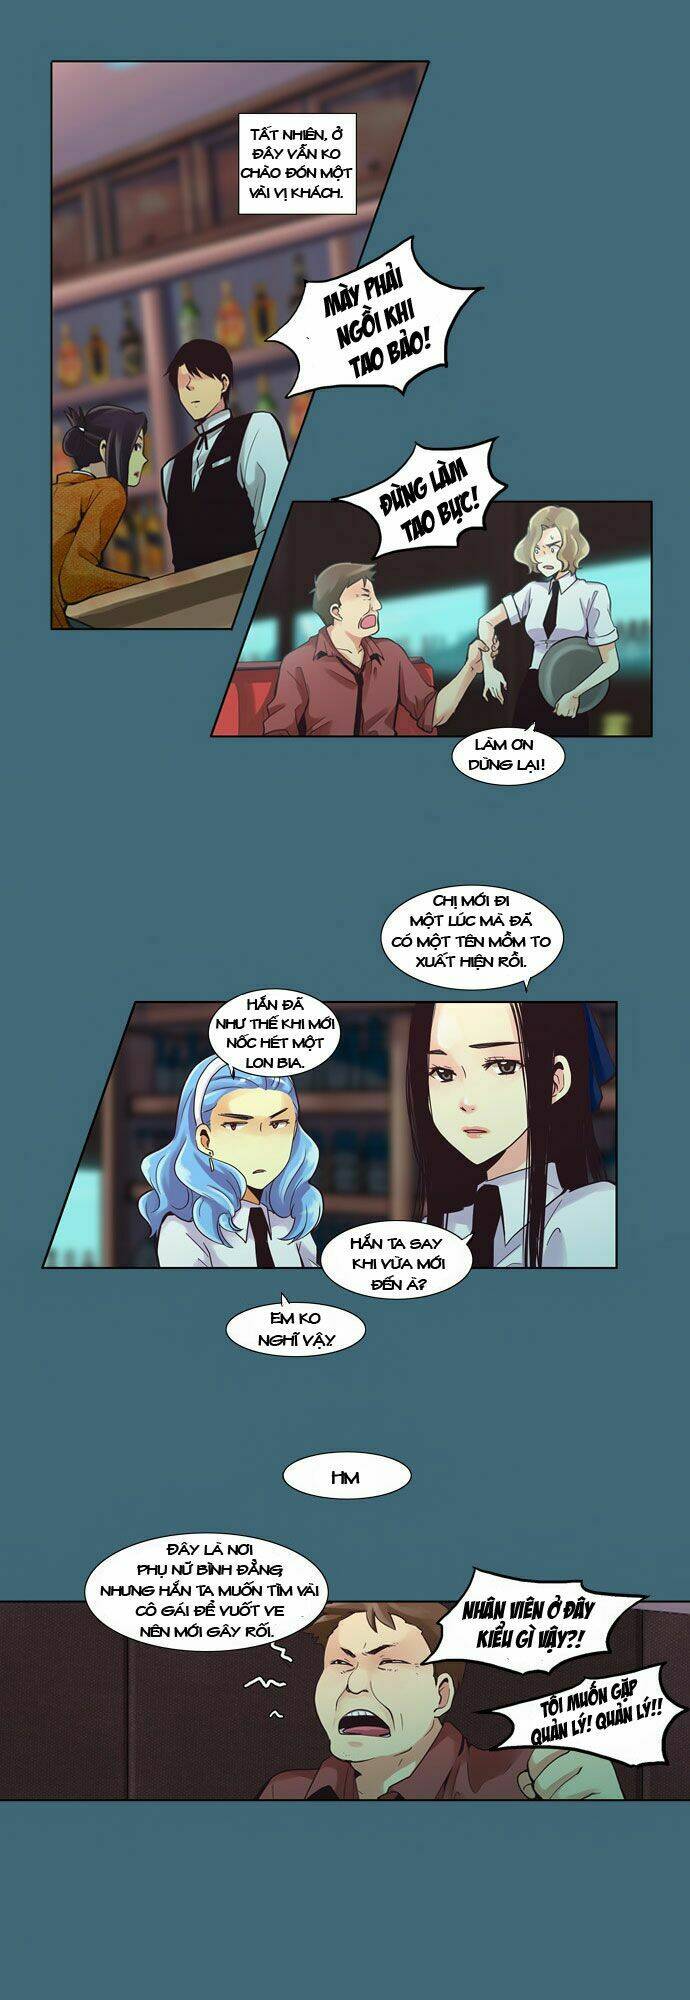 TẤT NHIÊN, Ở
ĐÂY VẪN KO
CHÀO ĐÓN MỘT
VÀI VỊ KHÁCH.
MÀY PHẢI
NGỒI KHI
TAO BẢO!
ĐỪNG LÀM
TAO BỰC!
LÀM ƠN
DỪNG LẠI!
CHỊ MỚI ĐI
MỘT LÚC MÀ ĐÃ
CÓ MỘT TÊN MỒM TO
XUẤT HIỆN RỒI.
HẮN ĐÃ
NHƯ THẾ KHI MỚI
NỐC HÉT MỘT
LON BIA.
HẮN TA SAY
KHI VỪA MỚI
ĐẾN À?
EM KO
NGHĨ VẬY.
HM
ĐÂY LÀ NƠI
PHỤ NỮ BÌNH ĐẲNG,
NHƯNG HẮN TA MUỐN TÌM VÀI
CÔ GÁI ĐỂ VUỐT VE
NÊN MỚI GÂY RỐI.
NHÂN VIÊN Ở ĐÂY
KIỂU GÌ VẬY?!
TÔI MUỐN GẶP
QUẢN LÝ! QUẢN LÝ!!